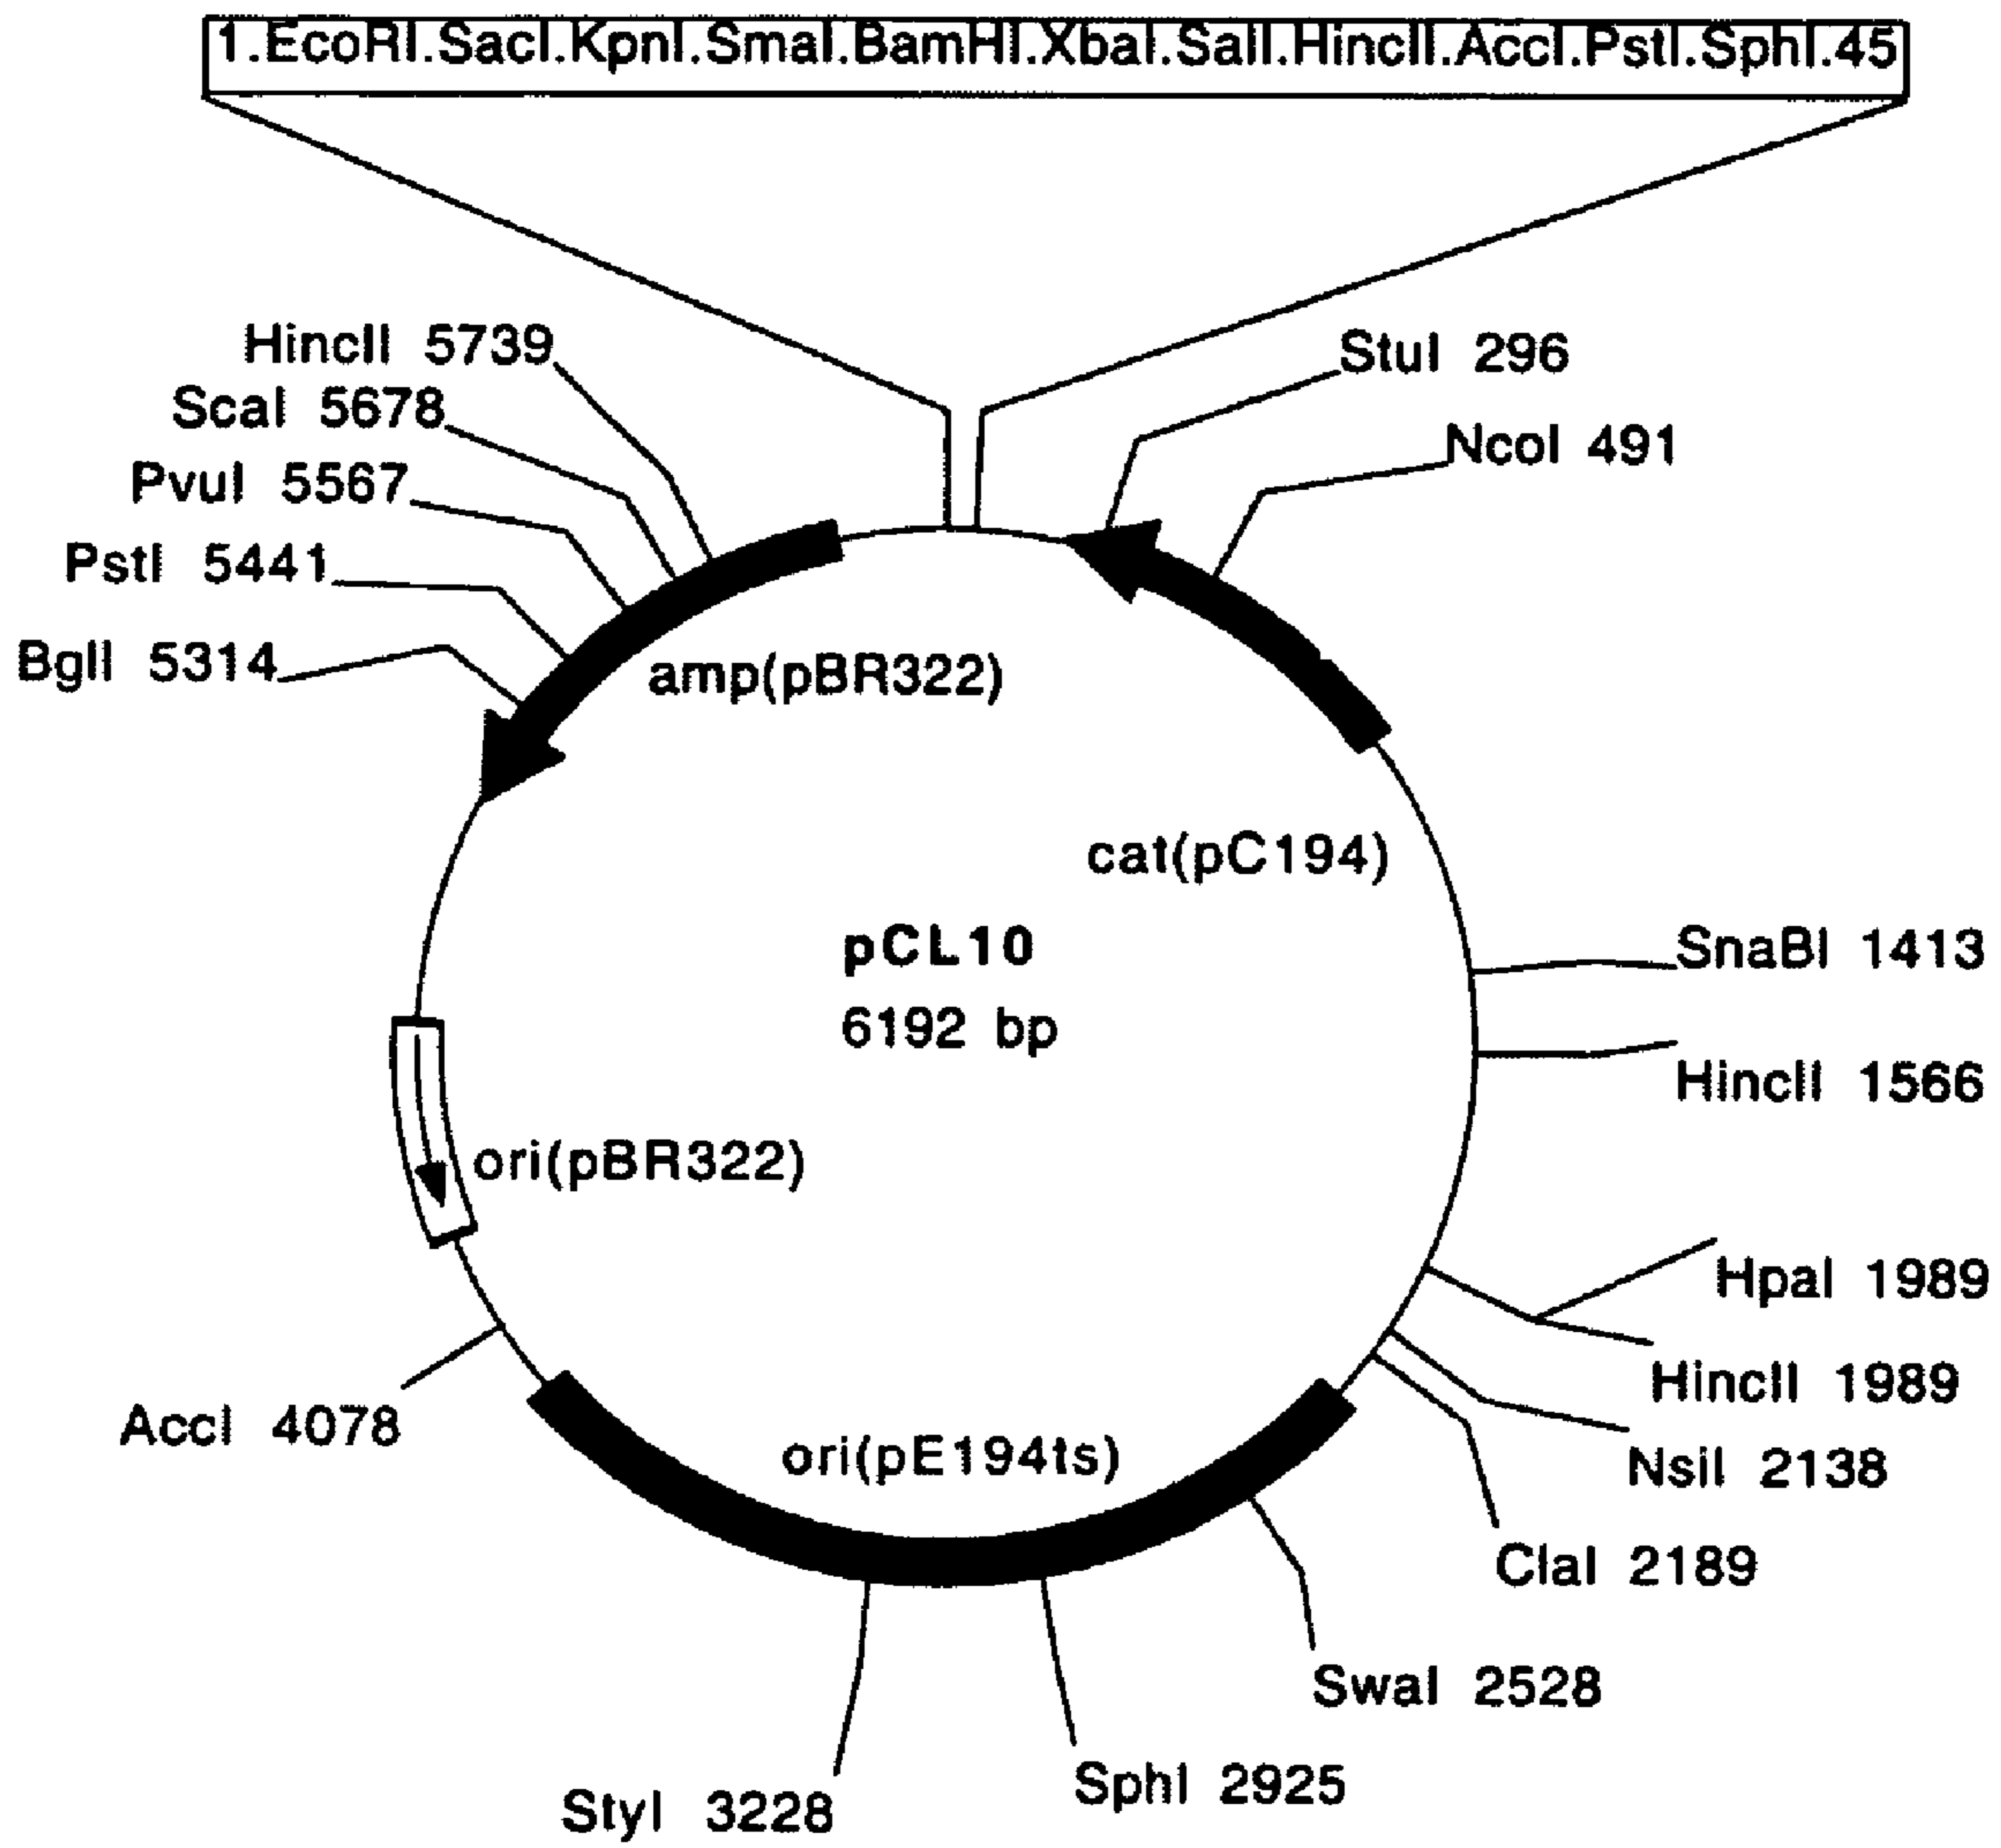 1.EcoRI.SacI.KpnI.SmaI.BamHI.XbaI.SalI.HincII.AccI.PstI.SphI.45
HincII 5739
ScaI 5678
PvuI 5567
PstI 5441
BglI 5314
StuI 296
NcoI 491
amp(pBR322)
cat(pC194)
pCL10
6192 bp
SnaBI 1413
HincII 1566
ori(pBR322)
HpaI 1989
HincII 1989
NsiI 2138
ClaI 2189
AccI 4078
ori(pE194ts)
SwaI 2528
SphI 2925
StyI 3228